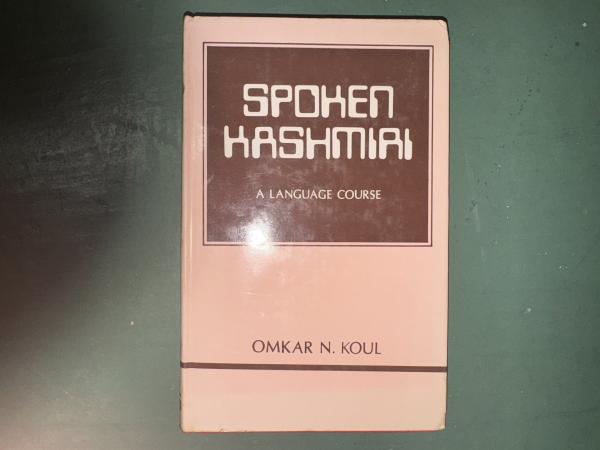 SPOKEN
KASHMIRI
A LANGUAGE COURSE
OMKAR N. KOUL